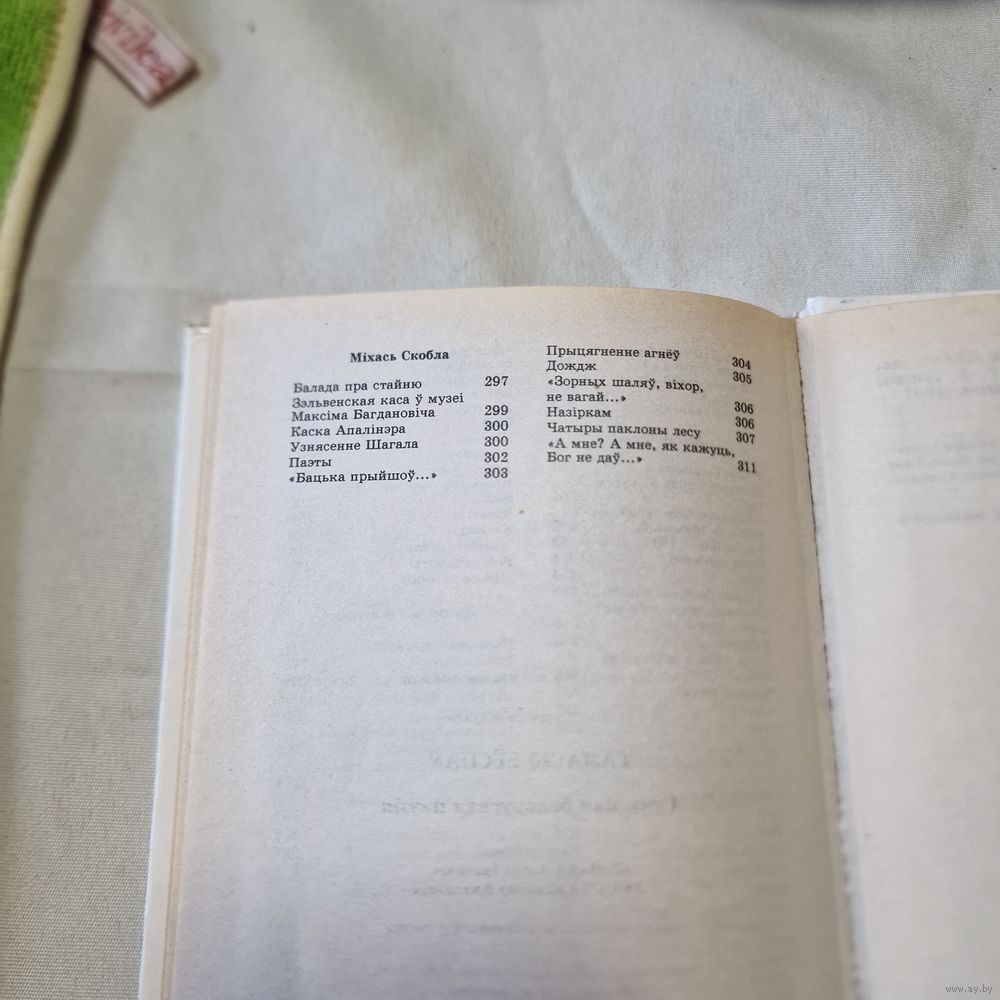 Міхась Скобла
Балада пра стайню 297
Зэльвенская каса ў музеі
Максіма Багдановіча 299
Каска Апалінэра 300
Узнясенне Шагала 300
Паэты 302
«Бацька прыйшоў...» 303
Прыцягненне агнёў 304
Дождж 305
«Зорных шаляў, віхор,
не вагай...» 306
Назіркам 306
Чатыры паклоны лесу 307
«А мне? А мне, як кажуць,
Бог не даў...» 311
www.ay.by